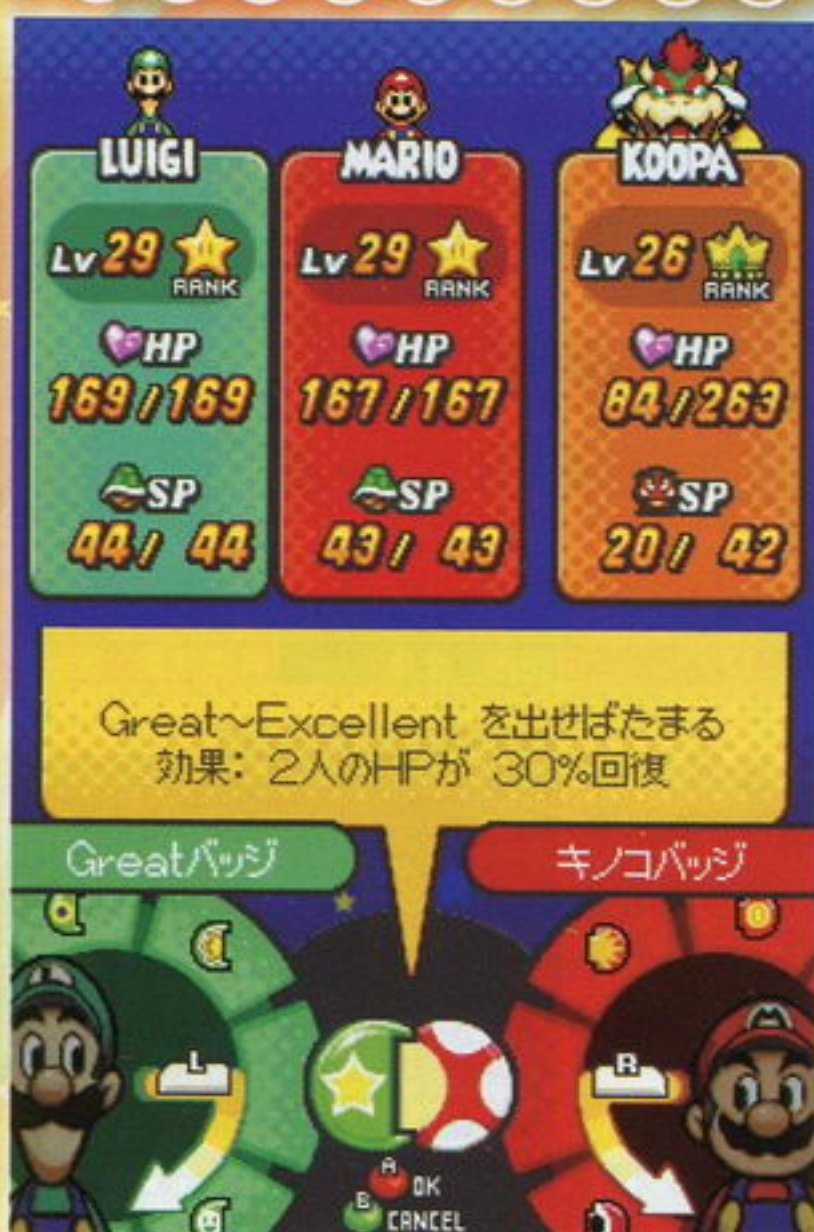 LUIGI
Lv 29 RANK
HP
169/169
SP
44/ 44
MARIO
Lv 29 RANK
HP
167/167
SP
43/ 43
KOOPA
Lv 26 RANK
HP
84/263
SP
20/ 42
Great~Excellent を出せばたまる
効果: 2人のHPが 30%回復
Greatバッジ
キノコバッジ
L
R
A OK
B CANCEL